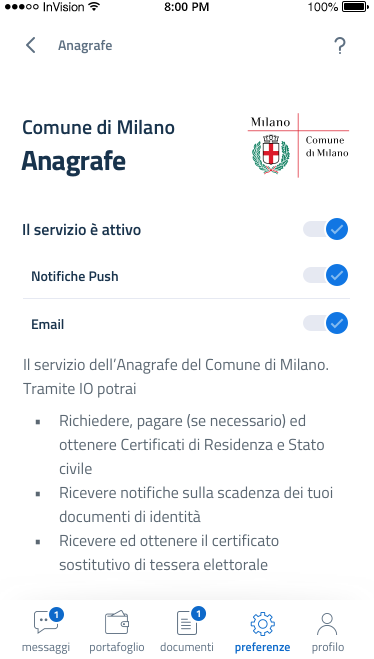 InVision 8:00 PM 100%
Anagrafe ?
Comune di Milano
Anagrafe
Milano
Comune
di Milano
Il servizio è attivo
Notifiche Push
Email
Il servizio dell’Anagrafe del Comune di Milano.
Tramite IO potrai
▪ Richiedere, pagare (se necessario) ed
ottenere Certificati di Residenza e Stato
civile
▪ Ricevere notifiche sulla scadenza dei tuoi
documenti di identità
▪ Ricevere ed ottenere il certificato
sostitutivo di tessera elettorale
1 1
messaggi portafoglio documenti preferenze profilo